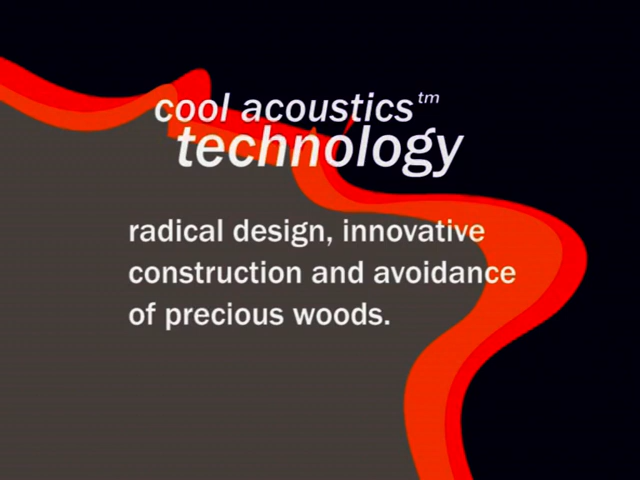 cool acoustics™
technology
radical design, innovative
construction and avoidance
of precious woods.